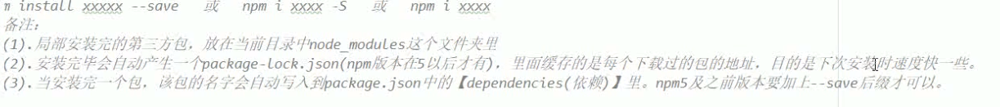 m install xxxxx --save 或 npm i xxxx -S 或 npm i xxxx
备注：
(1).局部安装完的第三方包，放在当前目录中node_modules这个文件夹里
(2).安装完毕会自动产生一个package-lock.json(npm版本在5以后才有)，里面缓存的是每个下载过的包的地址，目的是下次安装时速度快一些。
(3).当安装完一个包，该包的名字会自动写入到package.json中的【dependencies(依赖)】里。npm5及之前版本要加上--save后缀才可以。